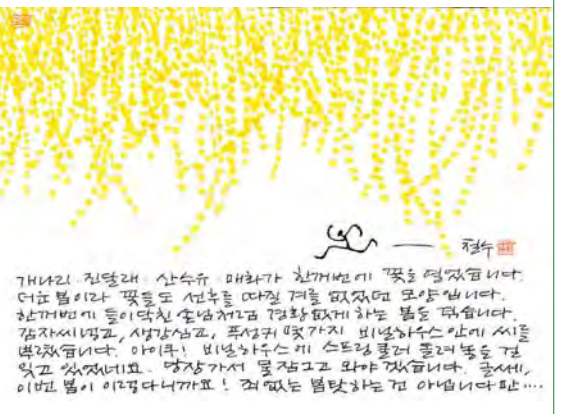 철수
개나리·진달래·산수유·매화가 한꺼번에 꽃을 열었습니다.
더운 봄이라 꽃들도 선후를 따질 겨를 없었던 모양입니다.
한꺼번에 들이닥친 손님처럼 경황없게 하는 봄을 맞습니다.
감자씨 넣고, 생강심고, 푸성귀 몇가지 비닐하우스 안에 씨를
뿌렸습니다. 아이쿠! 비닐하우스에 스프링 쿨러 틀려놓은 걸
잊고 있었네요. 당장 가서 물 잠그고 와야겠습니다. 글쎄,
이번 봄이 이렇다니까요! 죄없는 봄탓하는 건 아닙니다만····